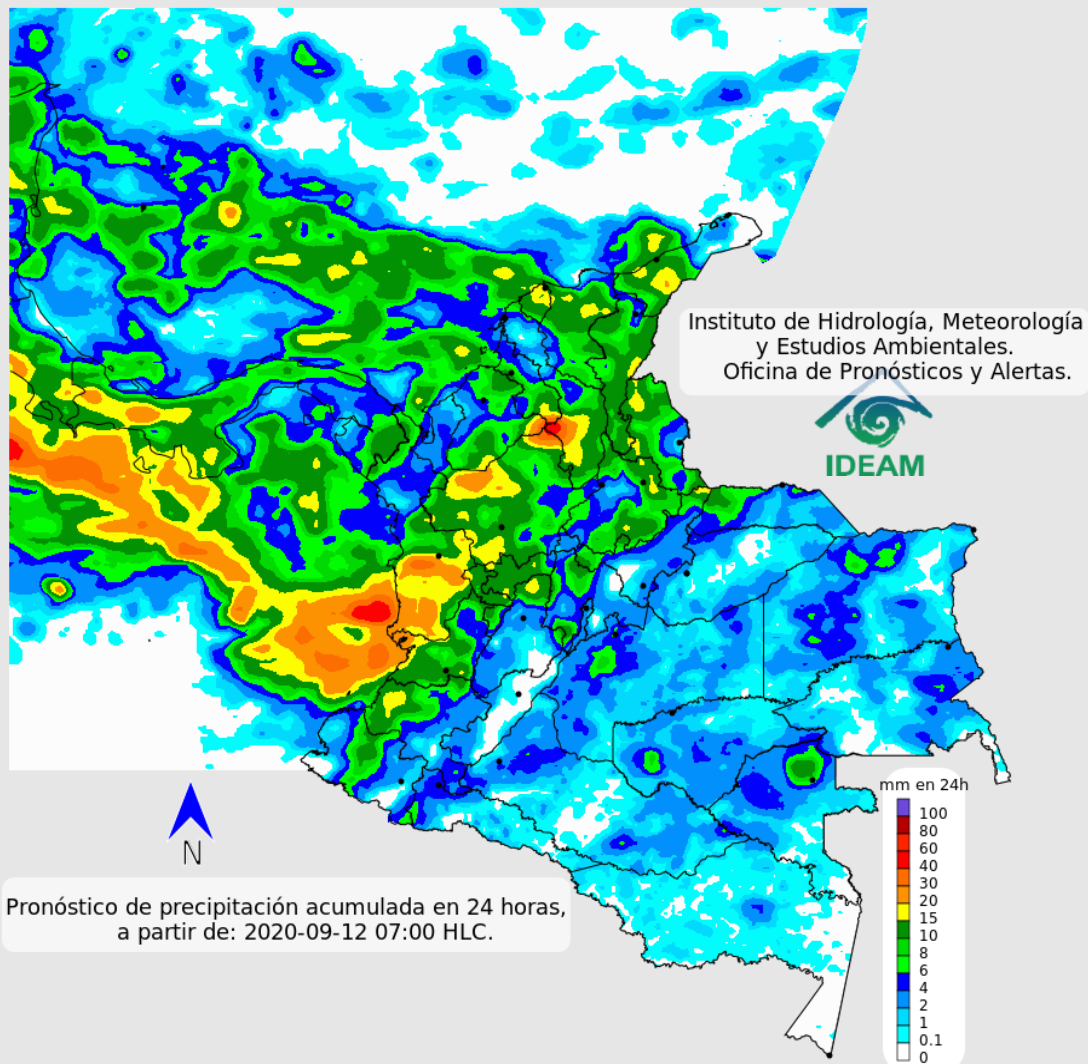 Instituto de Hidrología, Meteorología
y Estudios Ambientales.
Oficina de Pronósticos y Alertas.
IDEAM
mm en 24h
100
80
60
40
30
20
15
10
8
6
4
2
1
0.1
0
N
Pronóstico de precipitación acumulada en 24 horas,
a partir de: 2020-09-12 07:00 HLC.